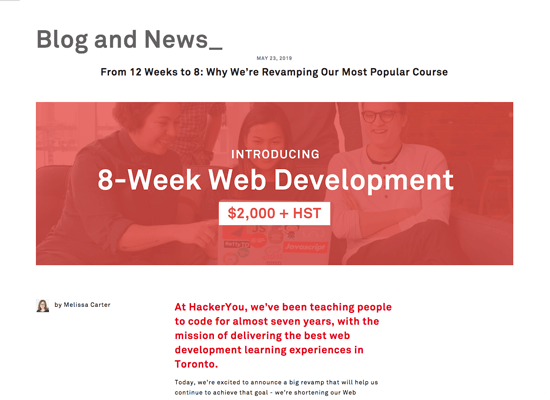 Blog and News_
MAY 23, 2019
From 12 Weeks to 8: Why We're Revamping Our Most Popular Course
INTRODUCING
8-Week Web Development
$2,000 + HST
JS
Javascript
by Melissa Carter
At HackerYou, we've been teaching people
to code for almost seven years, with the
mission of delivering the best web
development learning experiences in
Toronto.
Today, we're excited to announce a big revamp that will help us
continue to achieve that goal - we're shortening our Web